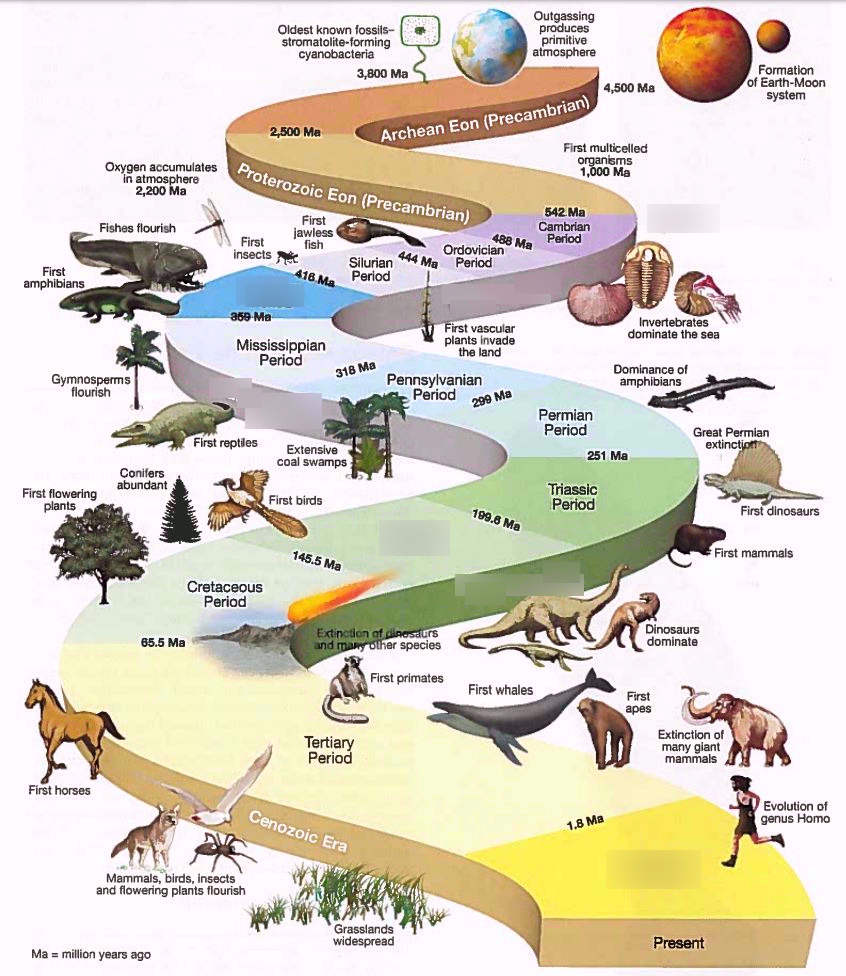 Oldest known fossils–
stromatolite-forming
cyanobacteria
3,800 Ma
Outgassing
produces
primitive
atmosphere
4,500 Ma
Formation
of Earth-Moon
system
Archean Eon (Precambrian)
2,500 Ma
First multicelled
organisms
1,000 Ma
Oxygen accumulates
in atmosphere
2,200 Ma
Proterozoic Eon (Precambrian)
542 Ma
Cambrian
Period
488 Ma
Ordovician
Period
444 Ma
Silurian
Period
416 Ma
Fishes flourish
First
insects
First
jawless
fish
First
amphibians
359 Ma
First vascular
plants invade
the land
Invertebrates
dominate the sea
Mississippian
Period
318 Ma
Pennsylvanian
Period
299 Ma
Permian
Period
251 Ma
Gymnosperms
flourish
First reptiles
Extensive
coal swamps
Dominance of
amphibians
Great Permian
extinction
First dinosaurs
Triassic
Period
199.6 Ma
First mammals
First flowering
plants
Conifers
abundant
First birds
145.5 Ma
Cretaceous
Period
65.5 Ma
Extinction of dinosaurs
and many other species
Dinosaurs
dominate
First primates
First whales
First
apes
Extinction of
many giant
mammals
First horses
Tertiary
Period
1.8 Ma
Evolution of
genus Homo
Cenozoic Era
Mammals, birds, insects
and flowering plants flourish
Grasslands
widespread
Present
Ma = million years ago